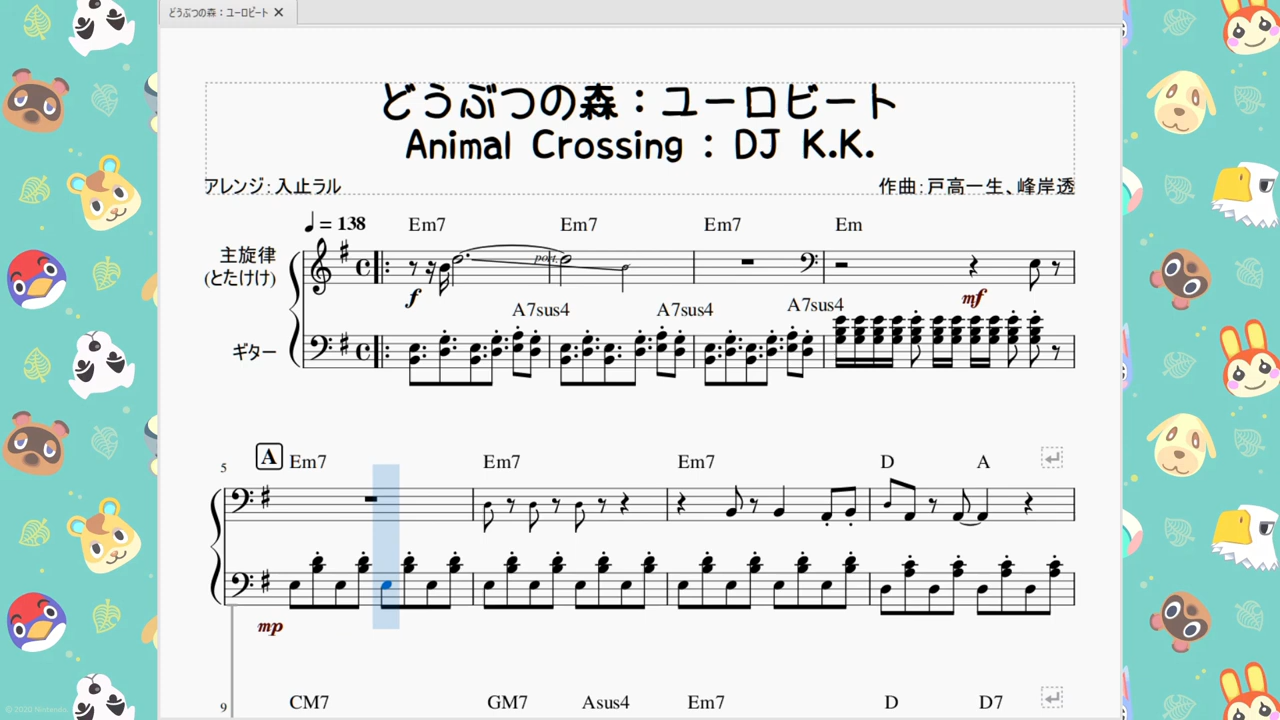 どうぶつの森：ユーロビート ×
どうぶつの森：ユーロビート
Animal Crossing : DJ K.K.
アレンジ：入止ラル 作曲：戸高一生、峰岸透
♩ = 138 Em7 Em7 Em7 Em
主旋律
(とたけけ)
port.
f mf
A7sus4 A7sus4 A7sus4
ギター
5 A Em7 Em7 Em7 D A
mp
9 CM7 GM7 Asus4 Em7 D D7
© 2020 Nintendo